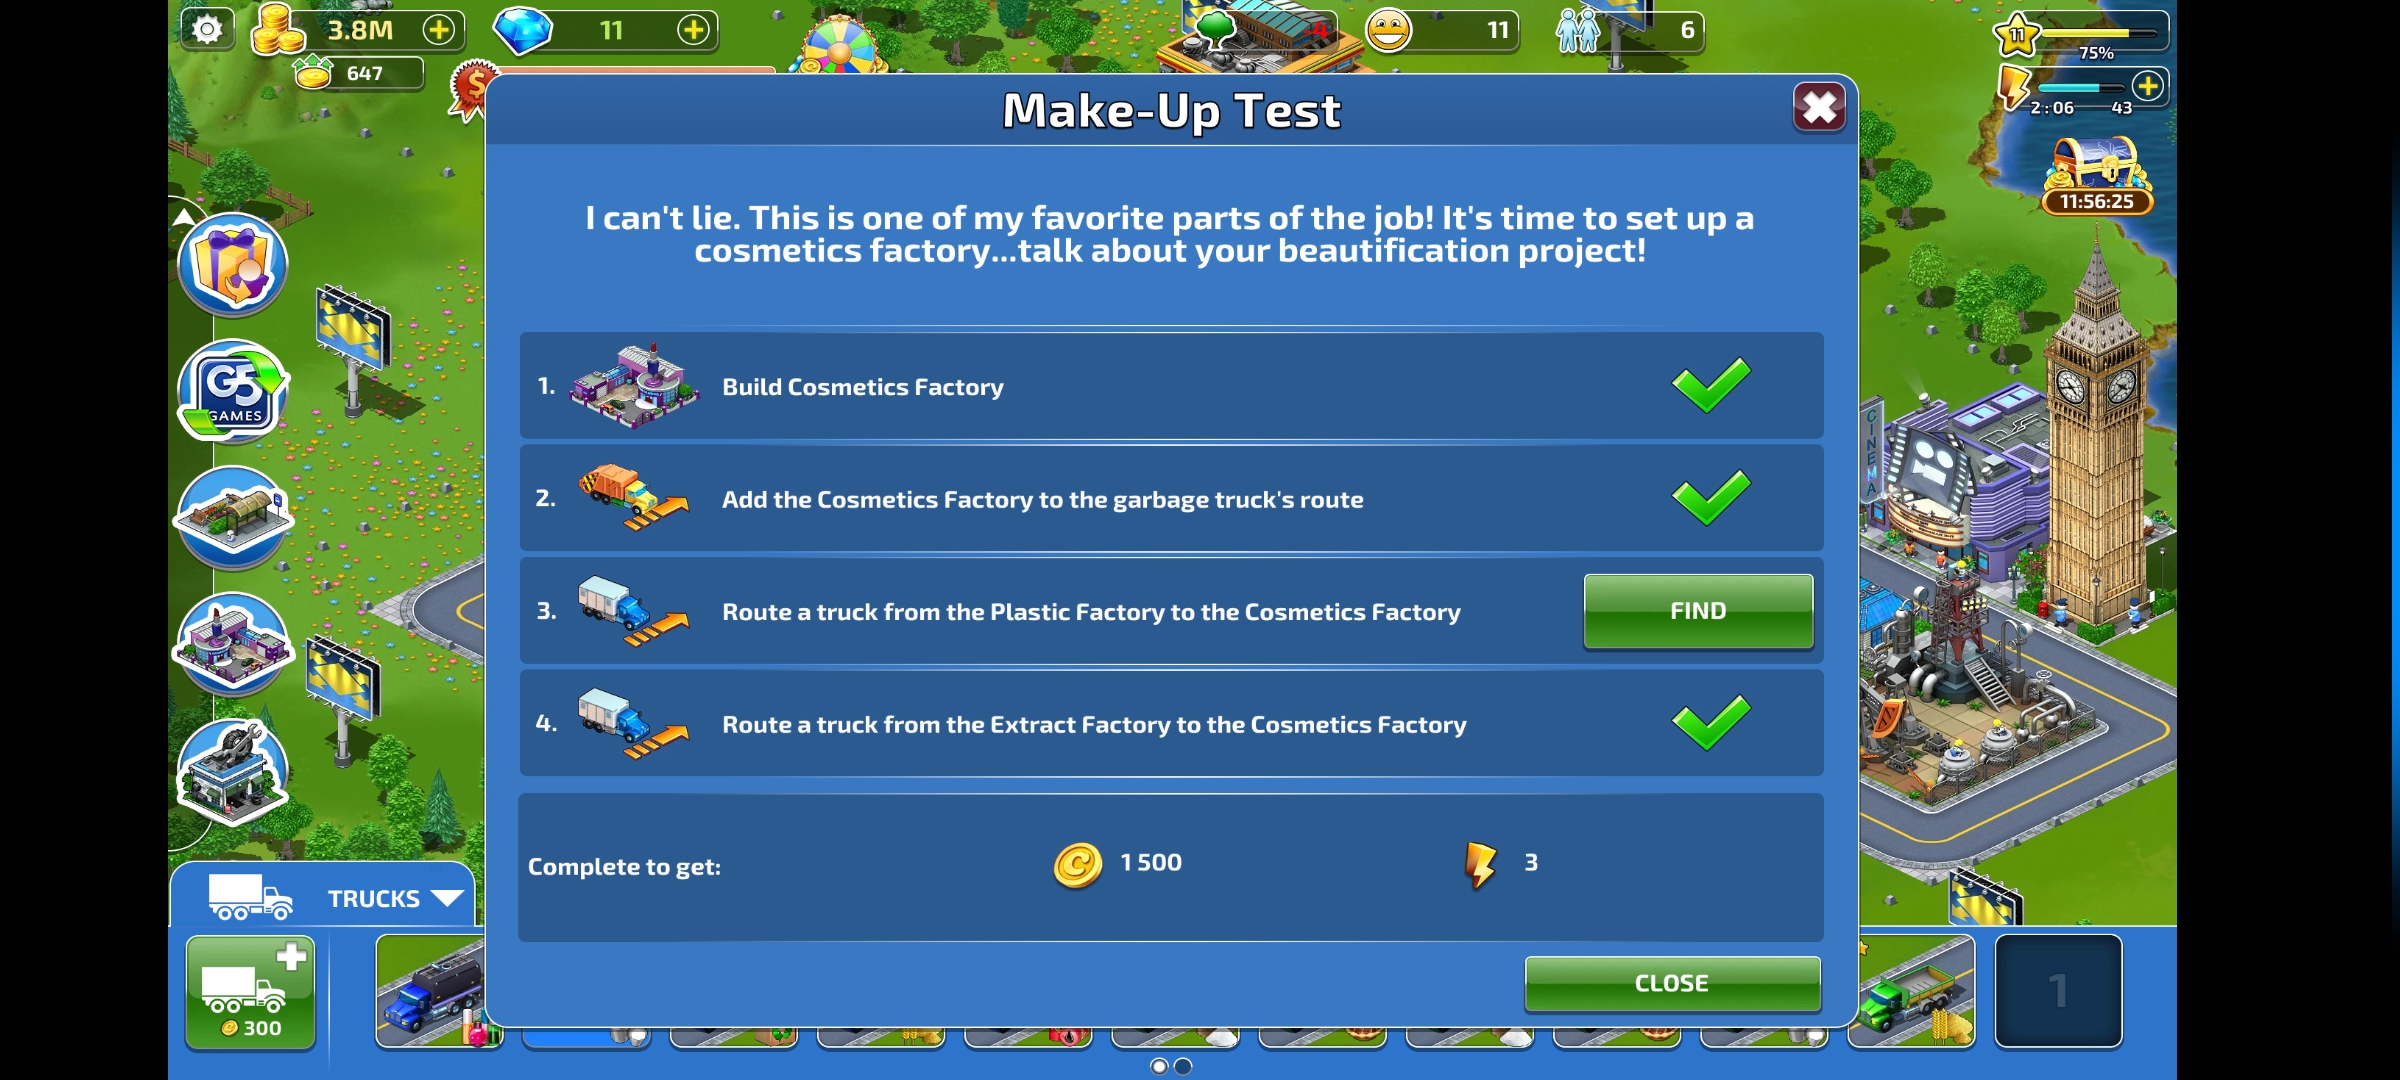 3.8M
11
-4
11
6
11
75%
647
2:06
43
11:56:25
Make-Up Test
I can't lie. This is one of my favorite parts of the job! It's time to set up a
cosmetics factory...talk about your beautification project!
1.
Build Cosmetics Factory
2.
Add the Cosmetics Factory to the garbage truck's route
3.
Route a truck from the Plastic Factory to the Cosmetics Factory
FIND
4.
Route a truck from the Extract Factory to the Cosmetics Factory
Complete to get:
1 500
3
CLOSE
G5
GAMES
CINEMA
TRUCKS
300
1